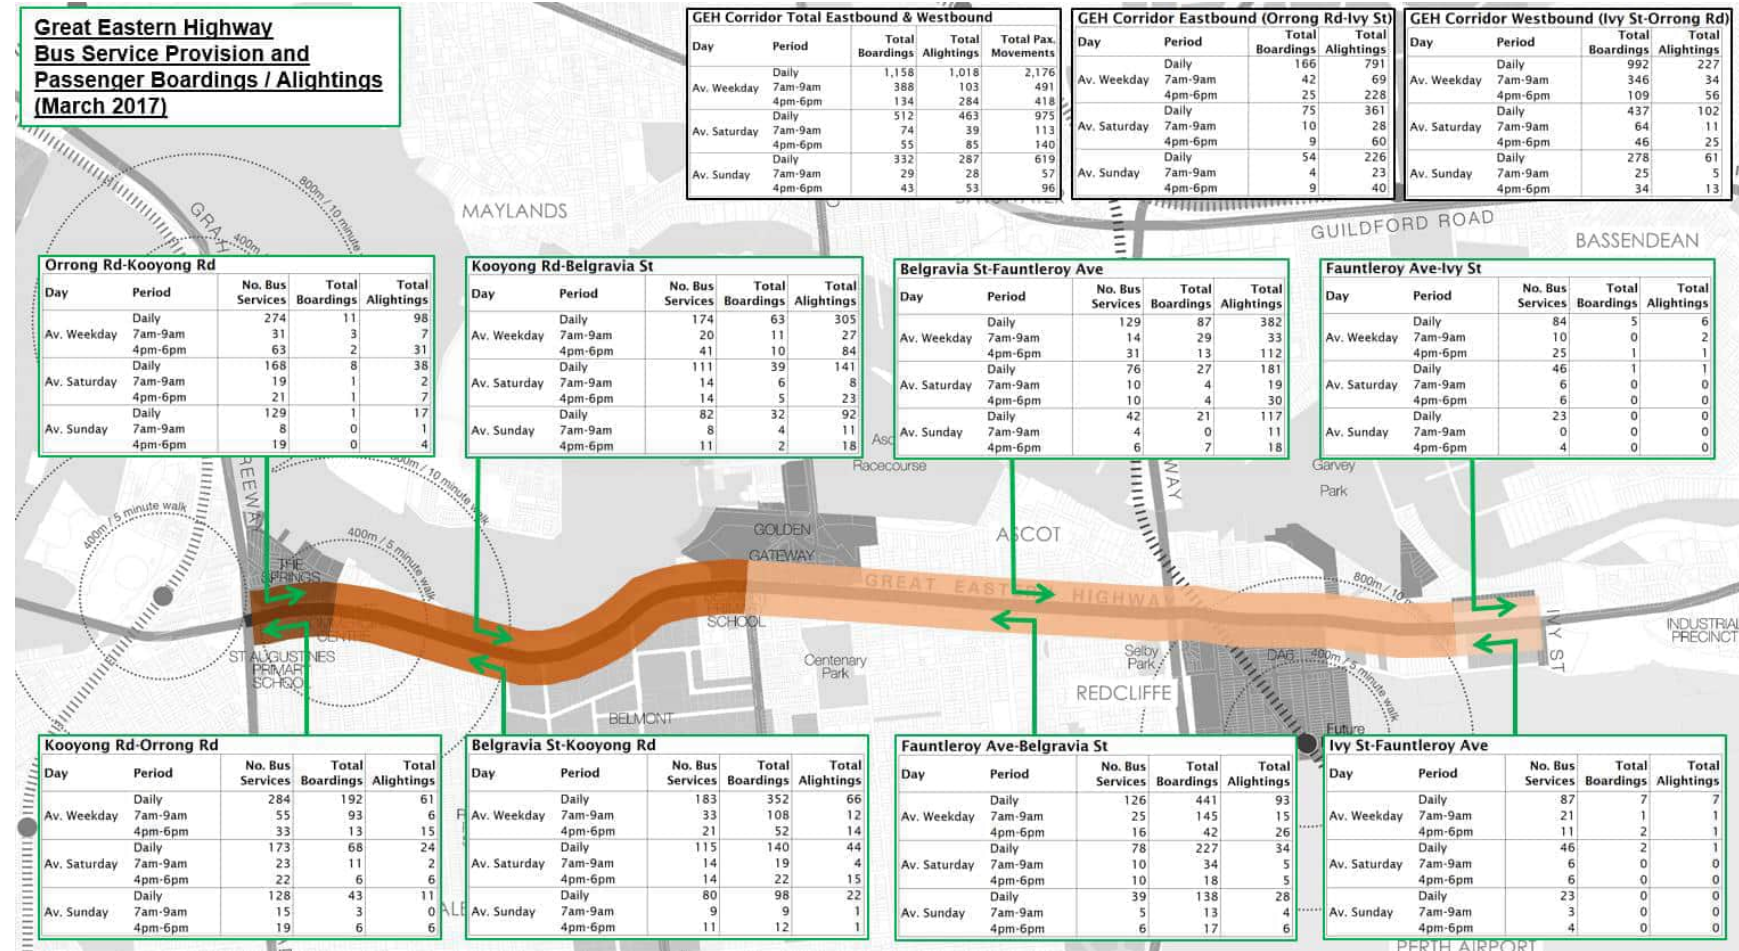 Great Eastern Highway
Bus Service Provision and
Passenger Boardings / Alightings
(March 2017)
GEH Corridor Total Eastbound & Westbound
Day Period Total Boardings Total Alightings Total Pax. Movements
Av. Weekday
Daily 1,158 1,018 2,176
7am-9am 388 103 491
4pm-6pm 134 284 418
Av. Saturday
Daily 512 463 975
7am-9am 74 39 113
4pm-6pm 55 85 140
Av. Sunday
Daily 332 287 619
7am-9am 29 28 57
4pm-6pm 43 53 96
GEH Corridor Eastbound (Orrong Rd-Ivy St)
Day Period Total Boardings Total Alightings
Av. Weekday
Daily 166 791
7am-9am 42 69
4pm-6pm 25 228
Av. Saturday
Daily 75 361
7am-9am 10 28
4pm-6pm 9 60
Av. Sunday
Daily 54 226
7am-9am 4 23
4pm-6pm 9 40
GEH Corridor Westbound (Ivy St-Orrong Rd)
Day Period Total Boardings Total Alightings
Av. Weekday
Daily 992 227
7am-9am 346 34
4pm-6pm 109 56
Av. Saturday
Daily 437 102
7am-9am 64 11
4pm-6pm 46 25
Av. Sunday
Daily 278 61
7am-9am 25 5
4pm-6pm 34 13
800m / 10 minute
400m
MAYLANDS
GUILDFORD ROAD
BASSENDEAN
Orrong Rd-Kooyong Rd
Day Period No. Bus Services Total Boardings Total Alightings
Av. Weekday
Daily 274 11 98
7am-9am 31 3 7
4pm-6pm 63 2 31
Av. Saturday
Daily 168 8 38
7am-9am 19 1 2
4pm-6pm 21 1 7
Av. Sunday
Daily 129 1 17
7am-9am 8 0 1
4pm-6pm 19 0 4
Kooyong Rd-Belgravia St
Day Period No. Bus Services Total Boardings Total Alightings
Av. Weekday
Daily 174 63 305
7am-9am 20 11 27
4pm-6pm 41 10 84
Av. Saturday
Daily 111 39 141
7am-9am 14 6 8
4pm-6pm 14 5 23
Av. Sunday
Daily 82 32 92
7am-9am 8 4 11
4pm-6pm 11 2 18
Belgravia St-Fauntleroy Ave
Day Period No. Bus Services Total Boardings Total Alightings
Av. Weekday
Daily 129 87 382
7am-9am 14 29 33
4pm-6pm 31 13 112
Av. Saturday
Daily 76 27 181
7am-9am 10 4 19
4pm-6pm 10 4 30
Av. Sunday
Daily 42 21 117
7am-9am 4 0 11
4pm-6pm 6 7 18
Fauntleroy Ave-Ivy St
Day Period No. Bus Services Total Boardings Total Alightings
Av. Weekday
Daily 84 5 6
7am-9am 10 0 2
4pm-6pm 25 1 1
Av. Saturday
Daily 46 1 1
7am-9am 6 0 0
4pm-6pm 6 0 0
Av. Sunday
Daily 23 0 0
7am-9am 0 0 0
4pm-6pm 4 0 0
Racecourse
Garvey
Park
400m / 5 minute walk
400m / 5 minute walk
10 minute walk
THE
SPRINGS
GOLDEN
GATEWAY
ASCOT
GREAT EASTERN HIGHWAY
800m / 10
IVY ST
INDUSTRIAL
PRECINCT
ST AUGUSTINES
PRIMARY
SCHOOL
SCHOOL
Centenary
Park
Selby
Park
DA6
400m / 5 minute walk
REDCLIFFE
BELMONT
Future
Kooyong Rd-Orrong Rd
Day Period No. Bus Services Total Boardings Total Alightings
Av. Weekday
Daily 284 192 61
7am-9am 55 93 6
4pm-6pm 33 13 15
Av. Saturday
Daily 173 68 24
7am-9am 23 11 2
4pm-6pm 22 6 6
Av. Sunday
Daily 128 43 11
7am-9am 15 3 0
4pm-6pm 19 6 6
Belgravia St-Kooyong Rd
Day Period No. Bus Services Total Boardings Total Alightings
Av. Weekday
Daily 183 352 66
7am-9am 33 108 12
4pm-6pm 21 52 14
Av. Saturday
Daily 115 140 44
7am-9am 14 19 4
4pm-6pm 14 22 15
Av. Sunday
Daily 80 98 22
7am-9am 9 9 1
4pm-6pm 11 12 1
Fauntleroy Ave-Belgravia St
Day Period No. Bus Services Total Boardings Total Alightings
Av. Weekday
Daily 126 441 93
7am-9am 25 145 15
4pm-6pm 16 42 26
Av. Saturday
Daily 78 227 34
7am-9am 10 34 5
4pm-6pm 10 18 5
Av. Sunday
Daily 39 138 28
7am-9am 5 13 4
4pm-6pm 6 17 6
Ivy St-Fauntleroy Ave
Day Period No. Bus Services Total Boardings Total Alightings
Av. Weekday
Daily 87 7 7
7am-9am 21 1 1
4pm-6pm 11 2 1
Av. Saturday
Daily 46 2 1
7am-9am 6 0 0
4pm-6pm 6 0 0
Av. Sunday
Daily 23 0 0
7am-9am 3 0 0
4pm-6pm 4 0 0
PERTH AIRPORT